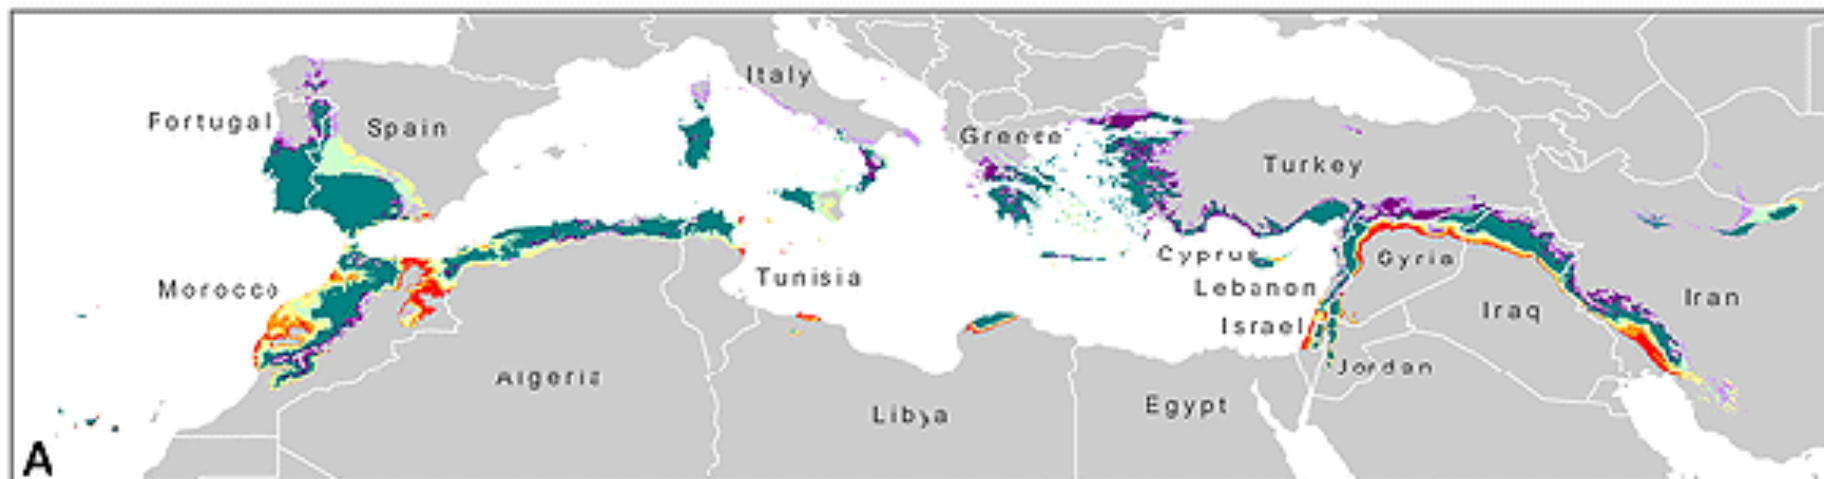 Italy
Portugal
Spain
Greece
Turkey
Cyprus
Syria
Tunisia
Morocco
Lebanon
Iran
Iraq
Israel
Jordan
Algeria
Egypt
Libya
A